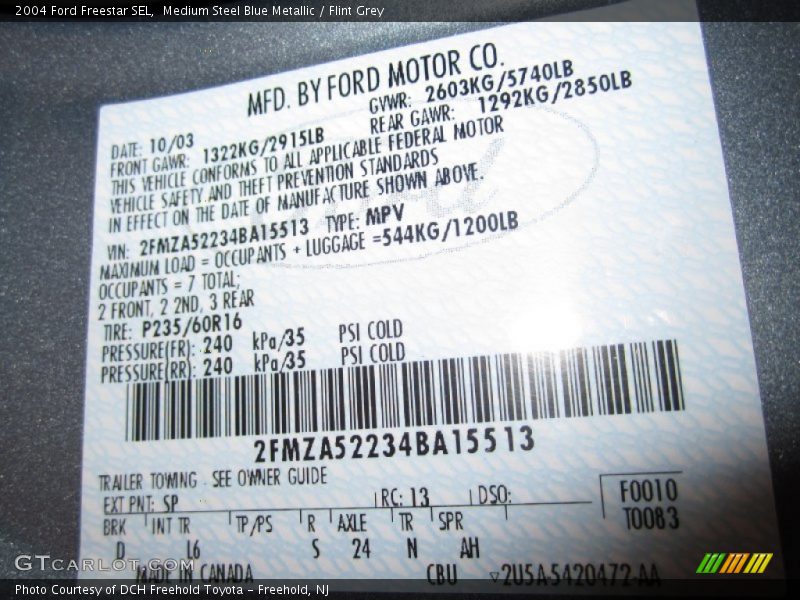 2004 Ford Freestar SEL,  Medium Steel Blue Metallic / Flint Grey
MFD. BY FORD MOTOR CO.
DATE: 10/03 GVWR: 2603KG/5740LB
FRONT GAWR: 1322KG/2915LB REAR GAWR: 1292KG/2850LB
THIS VEHICLE CONFORMS TO ALL APPLICABLE FEDERAL MOTOR
VEHICLE SAFETY AND THEFT PREVENTION STANDARDS
IN EFFECT ON THE DATE OF MANUFACTURE SHOWN ABOVE.
VIN: 2FMZA52234BA15513 TYPE: MPV
MAXIMUM LOAD = OCCUPANTS + LUGGAGE =544KG/1200LB
OCCUPANTS = 7 TOTAL;
2 FRONT, 2 2ND, 3 REAR
TIRE: P235/60R16
PRESSURE(FR): 240 kPa/35 PSI COLD
PRESSURE(RR): 240 kPa/35 PSI COLD
2FMZA52234BA15513
TRAILER TOWING - SEE OWNER GUIDE
EXT PNT: SP RC: 13 DSO: F0010
BRK INT TR TP/PS R AXLE TR SPR T0083
D L6 S 24 N AH
MADE IN CANADA CBU ▽2U5A-5420472-AA
GTCARLOT.COM
Photo Courtesy of DCH Freehold Toyota - Freehold, NJ